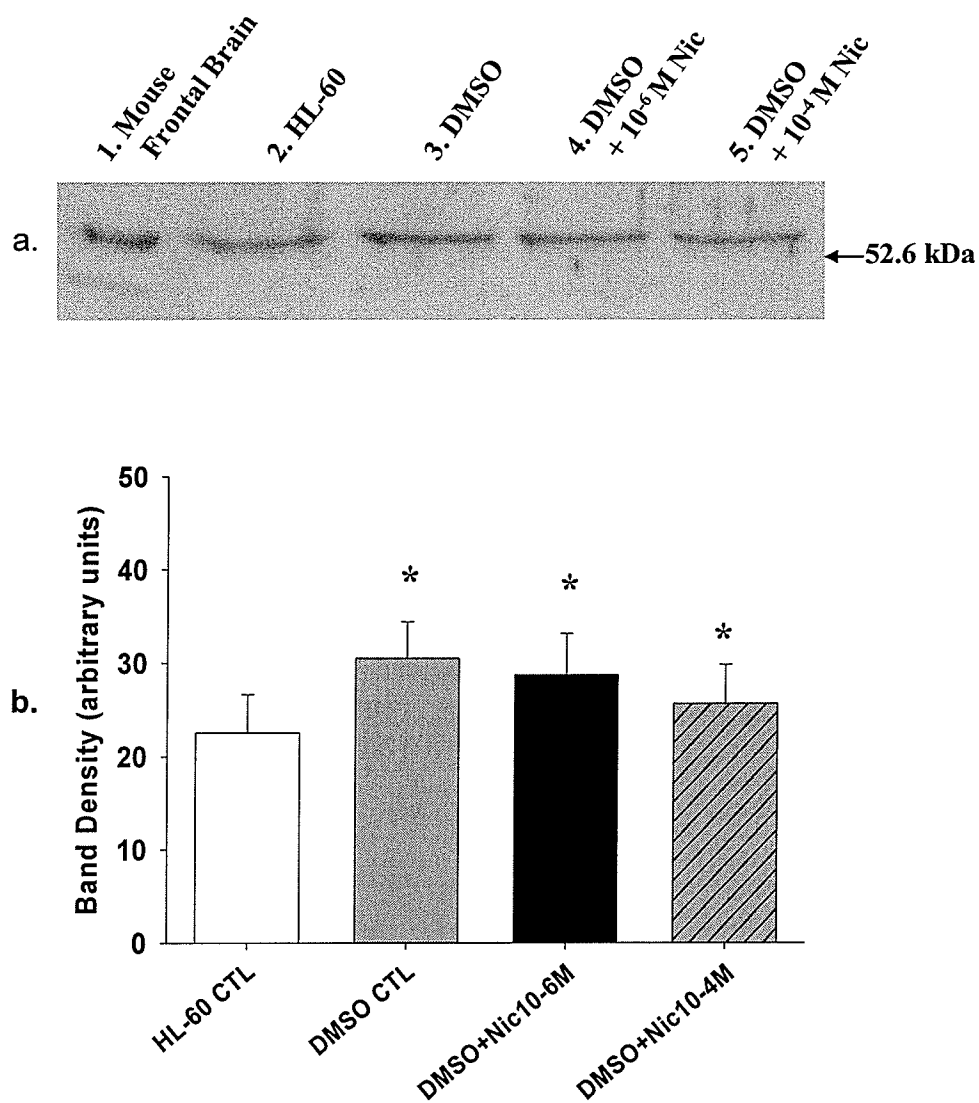 1. Mouse
Frontal Brain
2. HL-60
3. DMSO
4. DMSO
+ 10⁻⁶ M Nic
5. DMSO
+ 10⁻⁴ M Nic
a.
52.6 kDa
b.
Band Density (arbitrary units)
50
40
30
20
10
0
*
*
*
HL-60 CTL
DMSO CTL
DMSO+Nic10-6M
DMSO+Nic10-4M